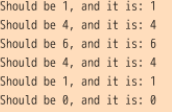 Should be 1, and it is: 1
Should be 4, and it is: 4
Should be 6, and it is: 6
Should be 4, and it is: 4
Should be 1, and it is: 1
Should be 0, and it is: 0